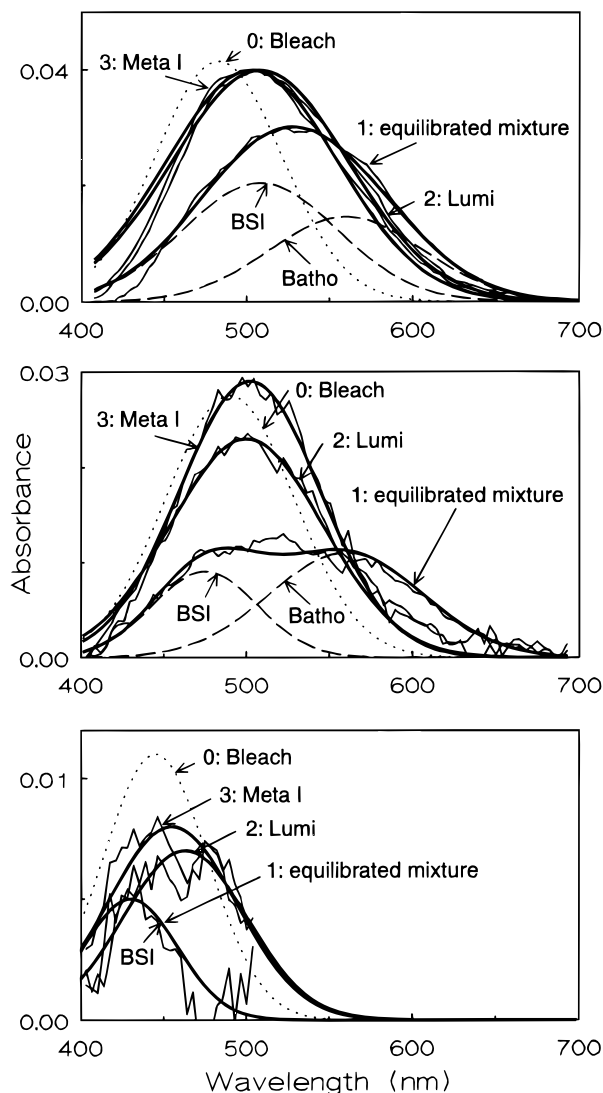 0: Bleach
3: Meta I
0.04
1: equilibrated mixture
2: Lumi
BSI
Batho
0.00
400 500 600 700
0.03
0: Bleach
3: Meta I
2: Lumi
1: equilibrated mixture
BSI
Batho
0.00
400 500 600 700
Absorbance
0: Bleach
0.01
3: Meta I
2: Lumi
1: equilibrated mixture
BSI
0.00
400 500 600 700
Wavelength (nm)